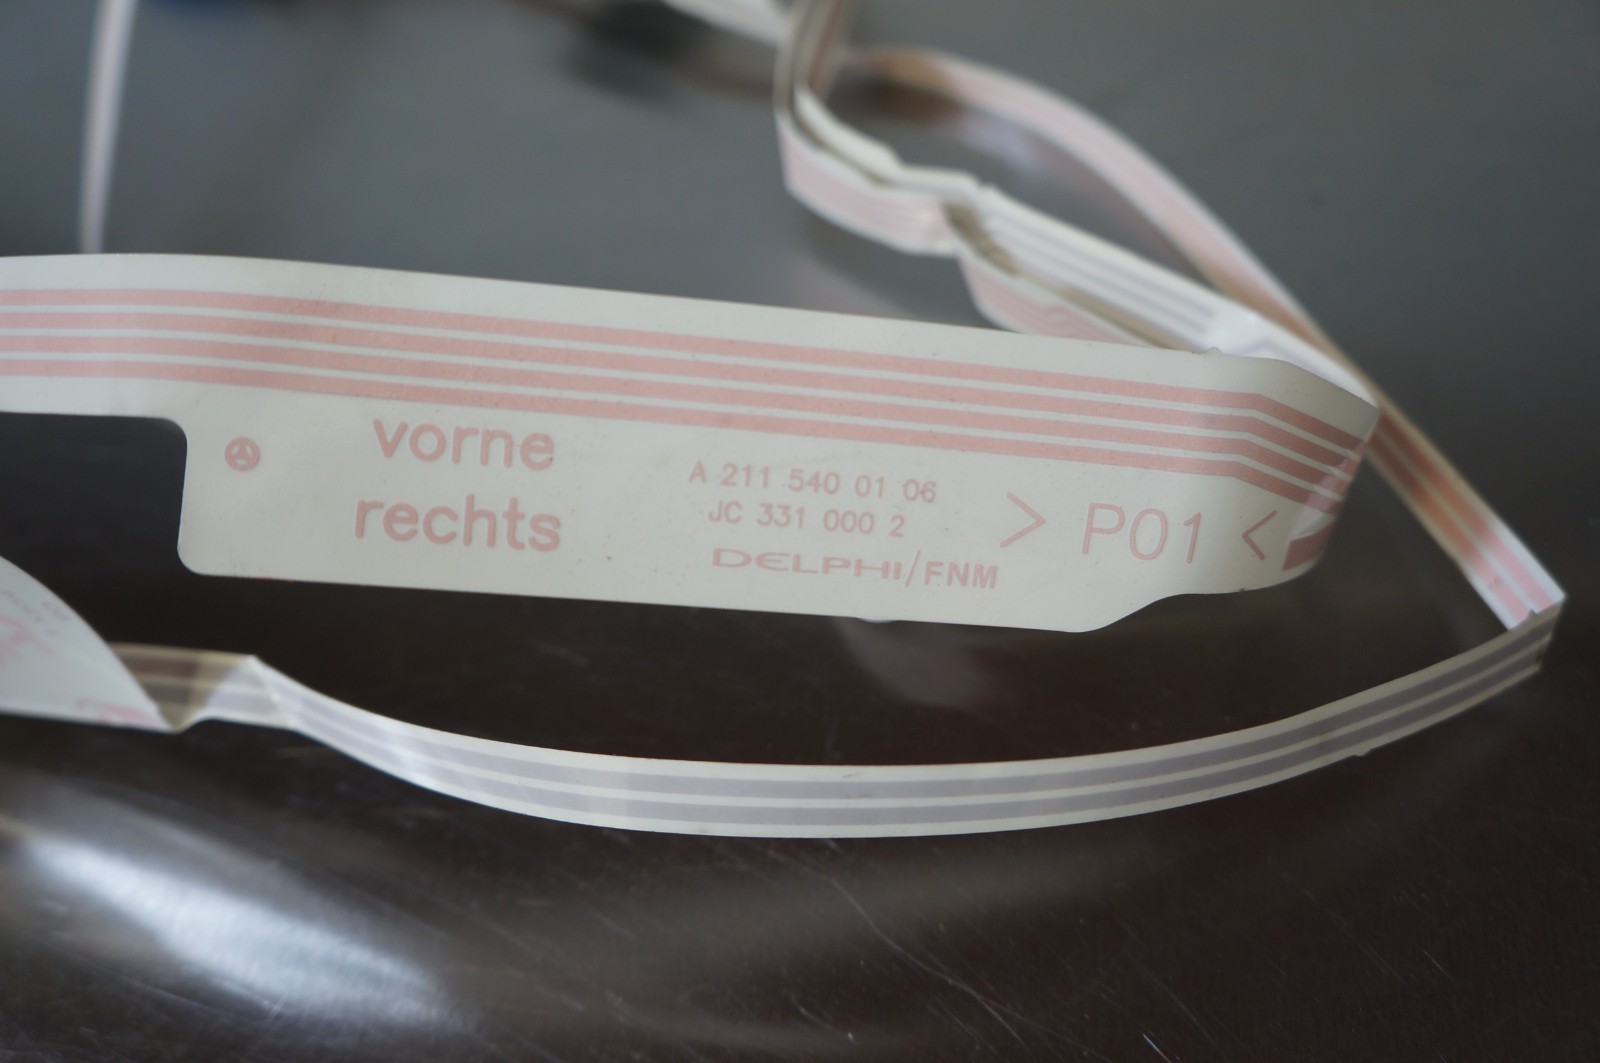 vorne
rechts
A 211 540 01 06
JC 331 000 2
DELPHI/FNM
> P01 <